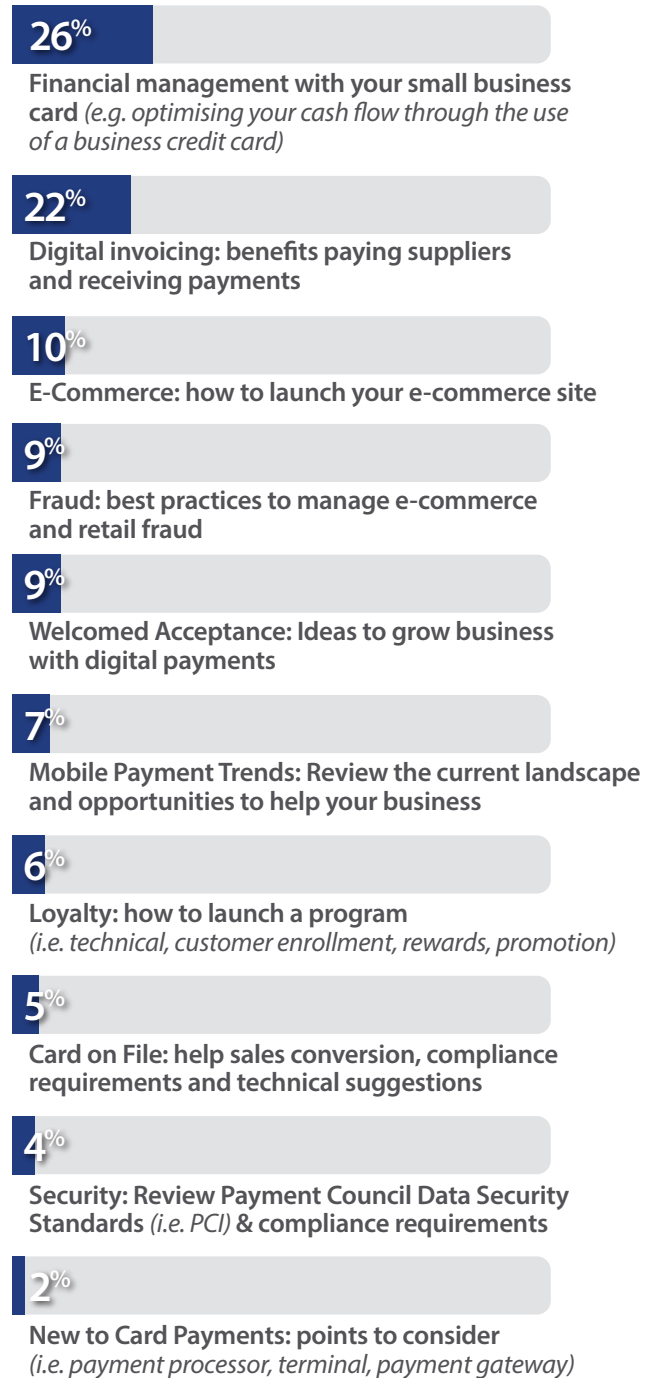 26%
Financial management with your small business
card (e.g. optimising your cash flow through the use
of a business credit card)
22%
Digital invoicing: benefits paying suppliers
and receiving payments
10%
E-Commerce: how to launch your e-commerce site
9%
Fraud: best practices to manage e-commerce
and retail fraud
9%
Welcomed Acceptance: Ideas to grow business
with digital payments
7%
Mobile Payment Trends: Review the current landscape
and opportunities to help your business
6%
Loyalty: how to launch a program
(i.e. technical, customer enrollment, rewards, promotion)
5%
Card on File: help sales conversion, compliance
requirements and technical suggestions
4%
Security: Review Payment Council Data Security
Standards (i.e. PCI) & compliance requirements
2%
New to Card Payments: points to consider
(i.e. payment processor, terminal, payment gateway)